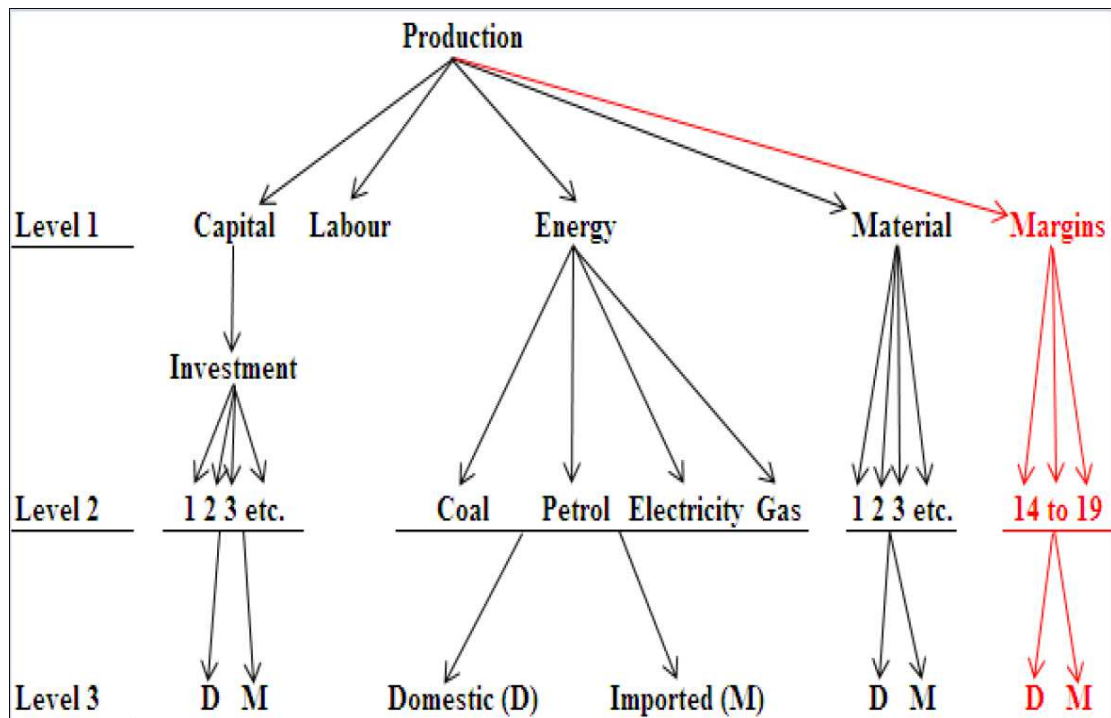 Production
Level 1 Capital Labour Energy Material Margins
Investment
Level 2 1 2 3 etc. Coal Petrol Electricity Gas 1 2 3 etc. 14 to 19
Level 3 D M Domestic (D) Imported (M) D M D M